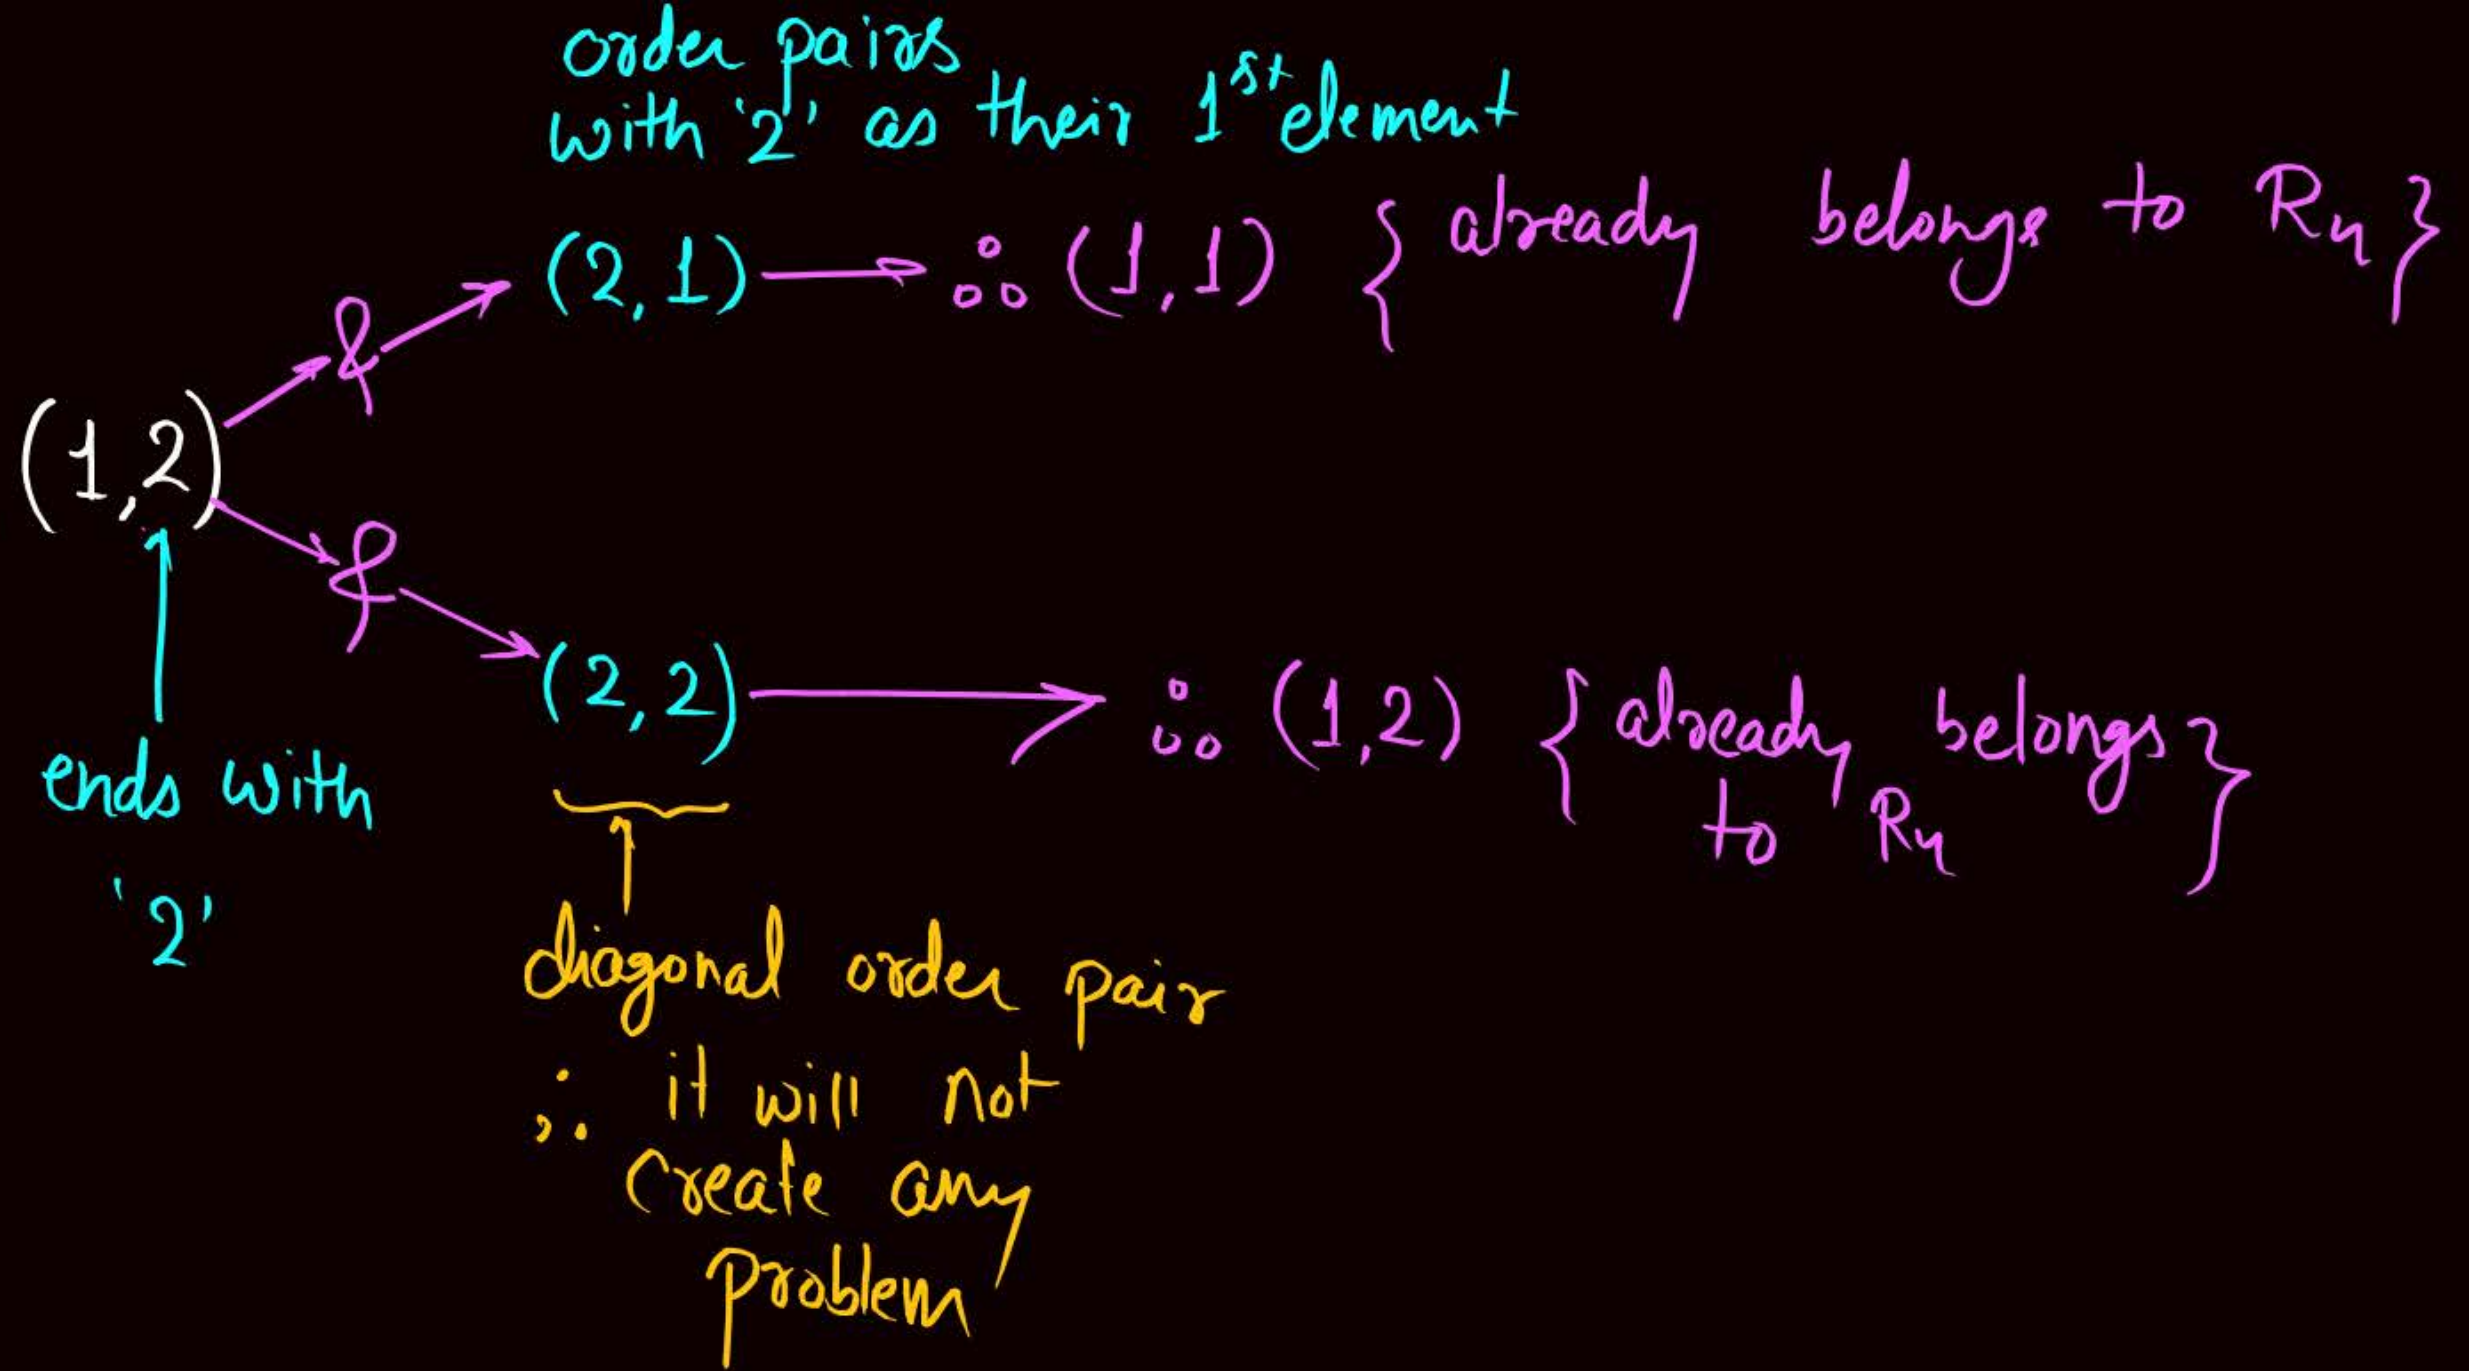 order pairs
with '2' as their 1st element
(2,1) ∴ (1,1) { already belongs to R4 }
&
(1,2)
&
(2,2) ∴ (1,2) { already belongs }
to R4
ends with
'2'
diagonal order pair
∴ it will not
create any
problem